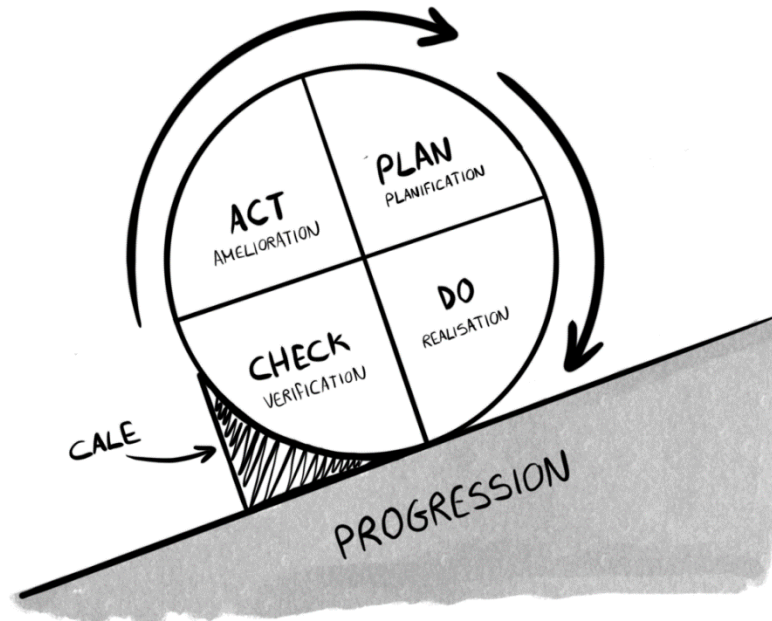 PLAN
PLANIFICATION
ACT
AMELIORATION
DO
REALISATION
CHECK
VERIFICATION
CALE
PROGRESSION